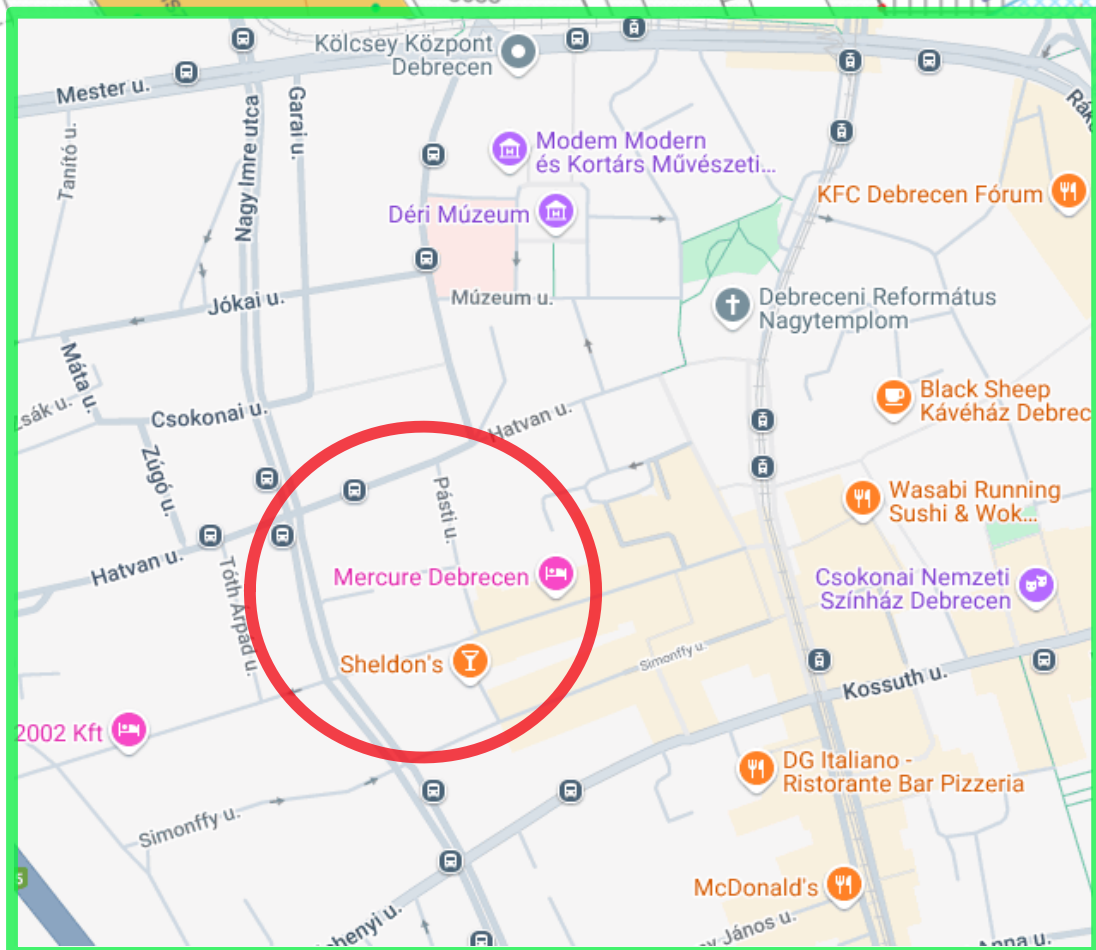 Kölcsey Központ
Debrecen
Mester u.
Tanító u.
Nagy Imre utca
Garai u.
Modem Modern
és Kortárs Művészeti...
KFC Debrecen Fórum
Déri Múzeum
Jókai u.
Múzeum u.
Debreceni Református
Nagytemplom
Máta u.
Zsák u.
Csokonai u.
Hatvan u.
Black Sheep
Kávéház Debrec
Zúgó u.
Pásti u.
Wasabi Running
Sushi & Wok...
Hatvan u.
Tóth Árpád u.
Mercure Debrecen
Csokonai Nemzeti
Színház Debrecen
Sheldon's
Simonffy u.
Kossuth u.
2002 Kft
DG Italiano -
Ristorante Bar Pizzeria
Simonffy u.
McDonald's
János u.
Anna u.